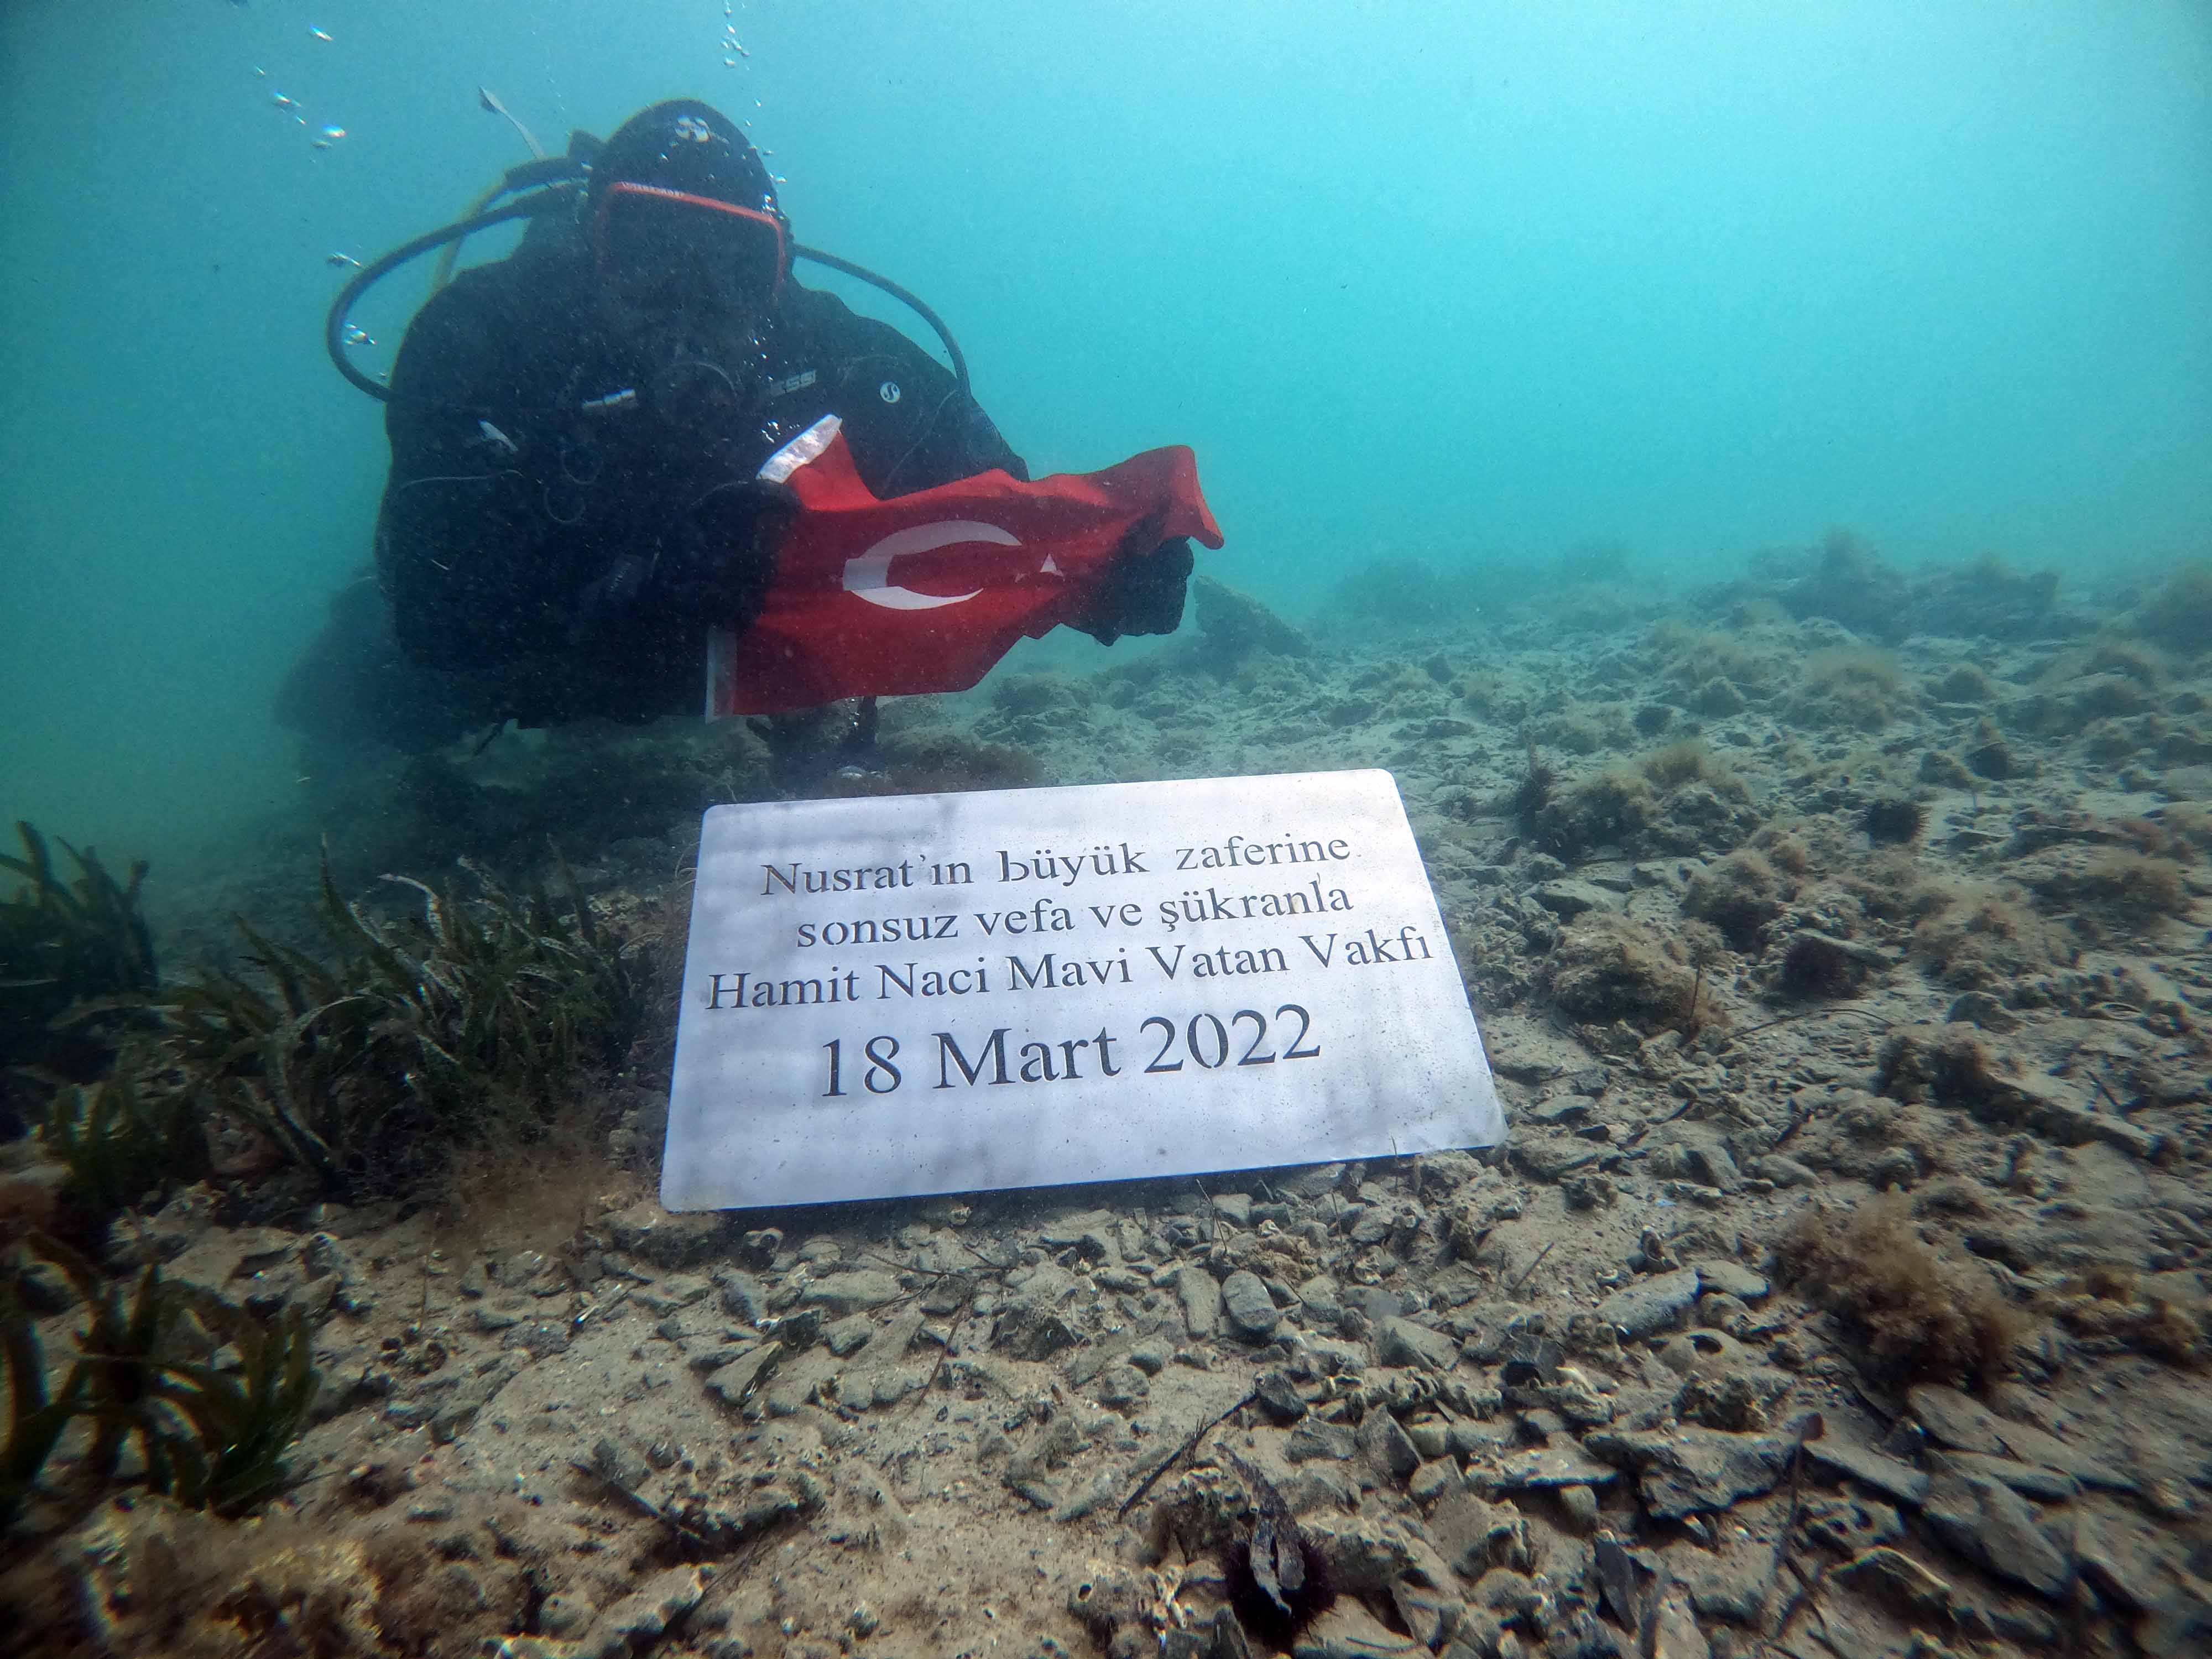 Nusrat'ın büyük zaferine
sonsuz vefa ve şükranla
Hamit Naci Mavi Vatan Vakfı
18 Mart 2022